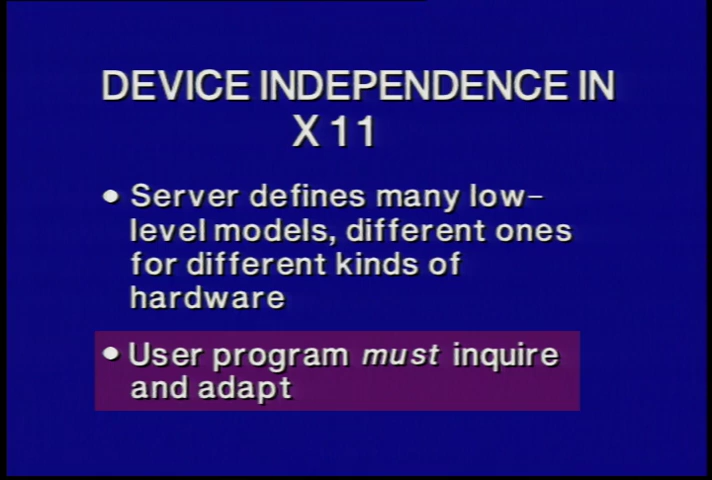 DEVICE INDEPENDENCE IN
X 11
• Server defines many low-
level models, different ones
for different kinds of
hardware
• User program must inquire
and adapt